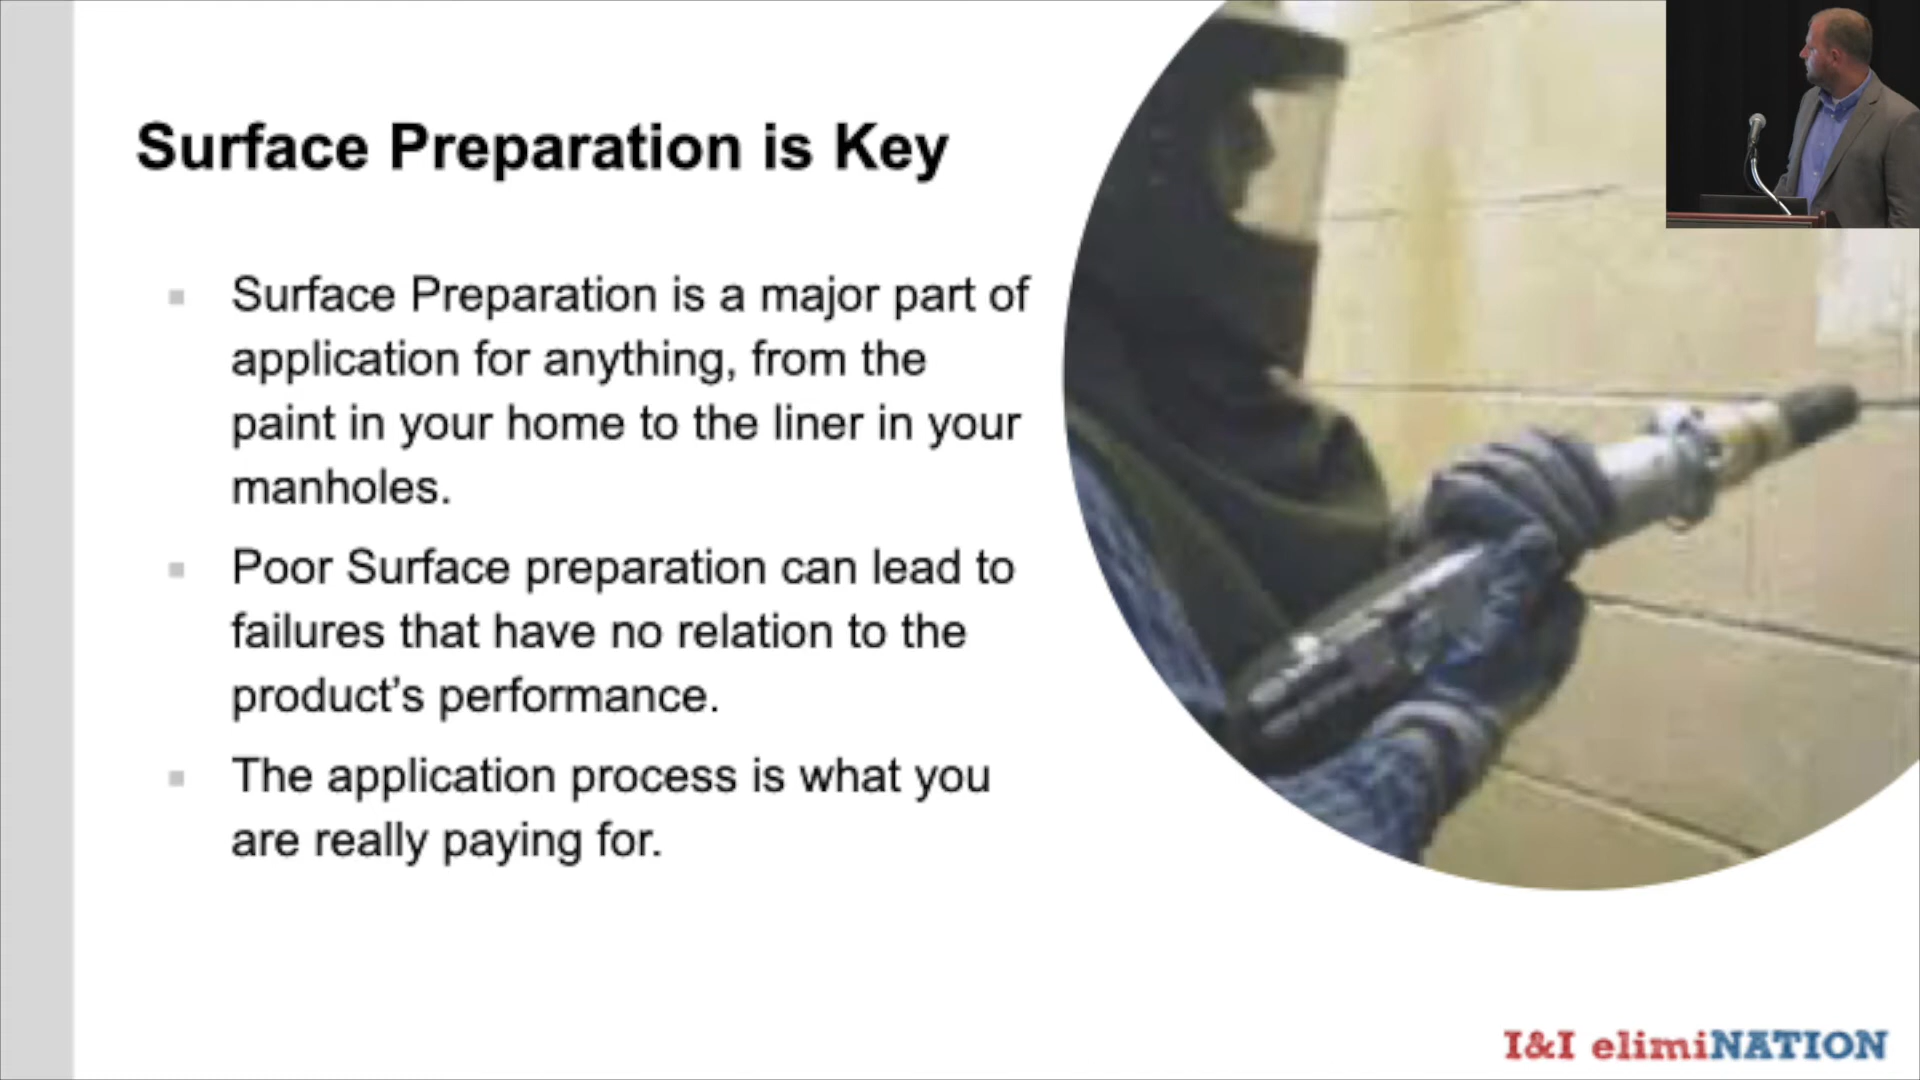 Surface Preparation is Key
Surface Preparation is a major part of
application for anything, from the
paint in your home to the liner in your
manholes.
Poor Surface preparation can lead to
failures that have no relation to the
product’s performance.
The application process is what you
are really paying for.
I&I elimiNATION